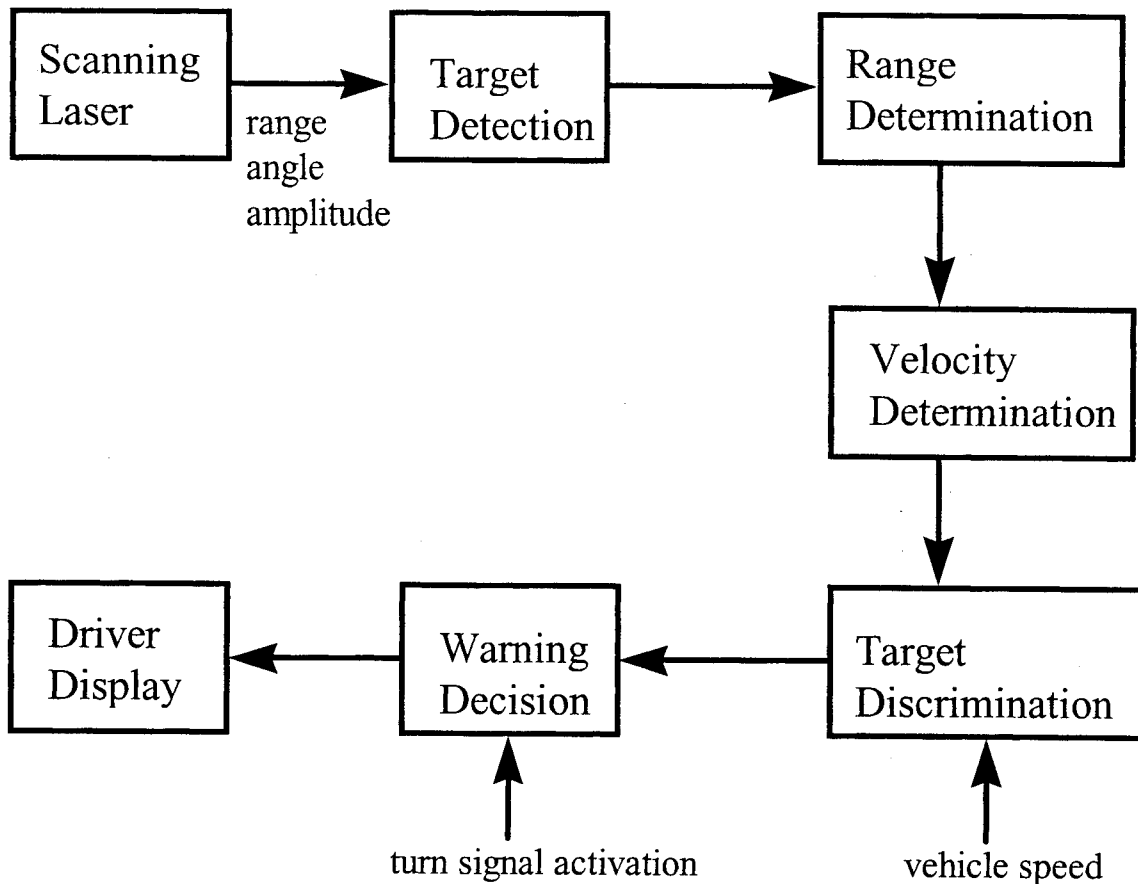 Scanning
Laser
range
angle
amplitude
Target
Detection
Range
Determination
Velocity
Determination
Target
Discrimination
vehicle speed
Warning
Decision
turn signal activation
Driver
Display